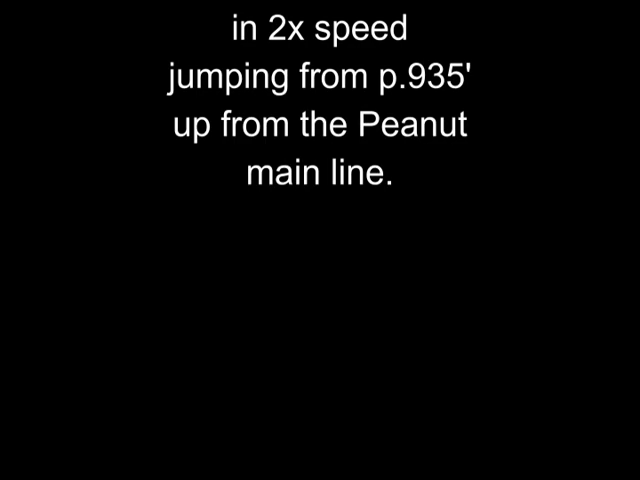 in 2x speed
jumping from p.935'
up from the Peanut
main line.